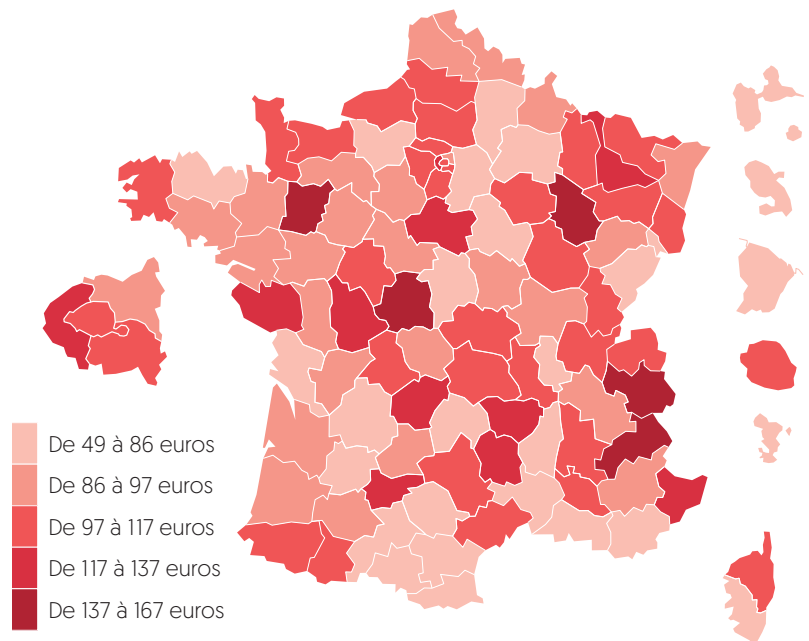 De 49 à 86 euros
De 86 à 97 euros
De 97 à 117 euros
De 117 à 137 euros
De 137 à 167 euros